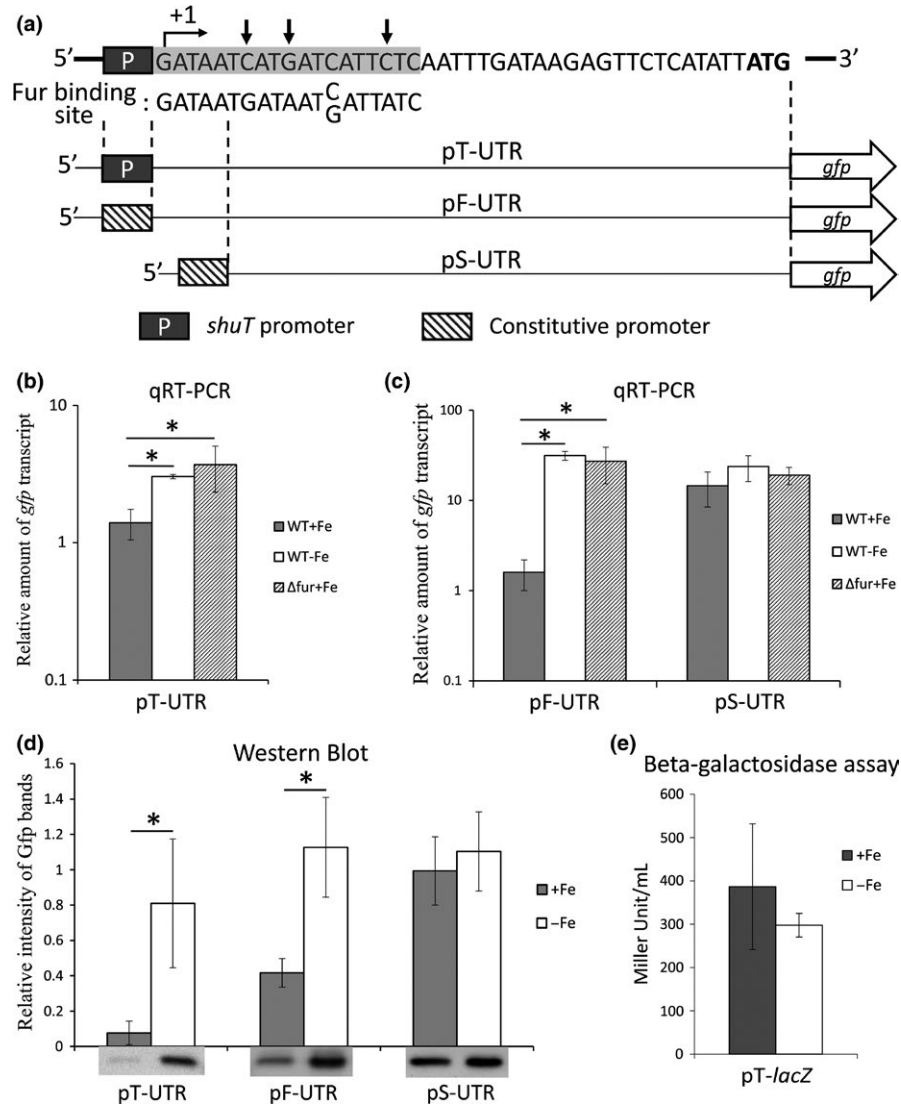 (a)
+1
5’ P GATAATCATGATCATTCTCAATTTGATAAGAGTTCTCATATTATG 3’
Fur binding site : GATAATGATAATCGATTATC
pT-UTR
5’ P gfp
pF-UTR
5’ gfp
pS-UTR
5’ gfp
P shuT promoter Constitutive promoter
(b)
qRT-PCR
Relative amount of gfp transcript
10
1
0.1
*
*
WT+Fe
WT-Fe
Δfur+Fe
pT-UTR
(c)
qRT-PCR
Relative amount of gfp transcript
100
10
1
0.1
*
*
WT+Fe
WT-Fe
Δfur+Fe
pF-UTR pS-UTR
(d)
Western Blot
Relative intensity of Gfp bands
1.6
1.4
1.2
1
0.8
0.6
0.4
0.2
0
*
*
+Fe
−Fe
pT-UTR pF-UTR pS-UTR
(e)
Beta-galactosidase assay
Miller Unit/mL
600
500
400
300
200
100
0
+Fe
−Fe
pT-lacZ